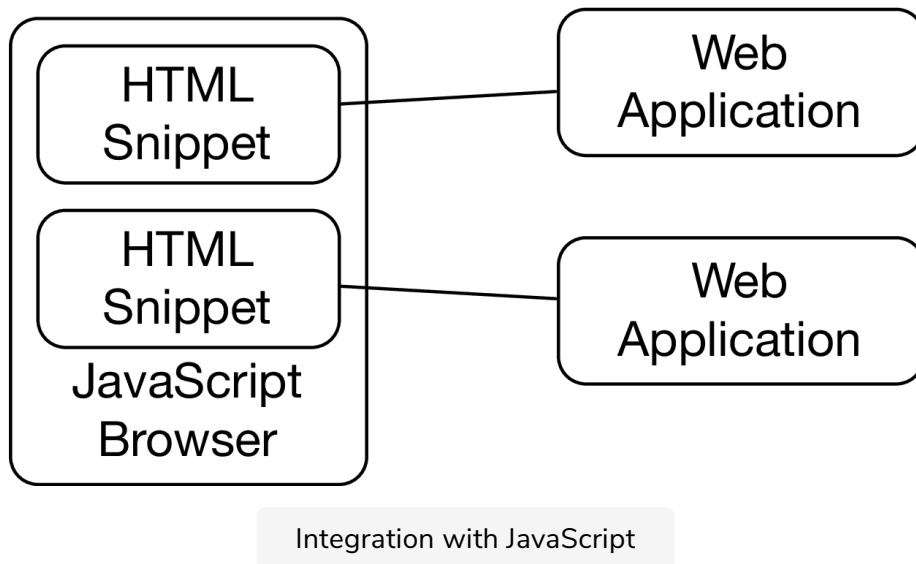 HTML
Snippet
HTML
Snippet
JavaScript
Browser
Web
Application
Web
Application
Integration with JavaScript